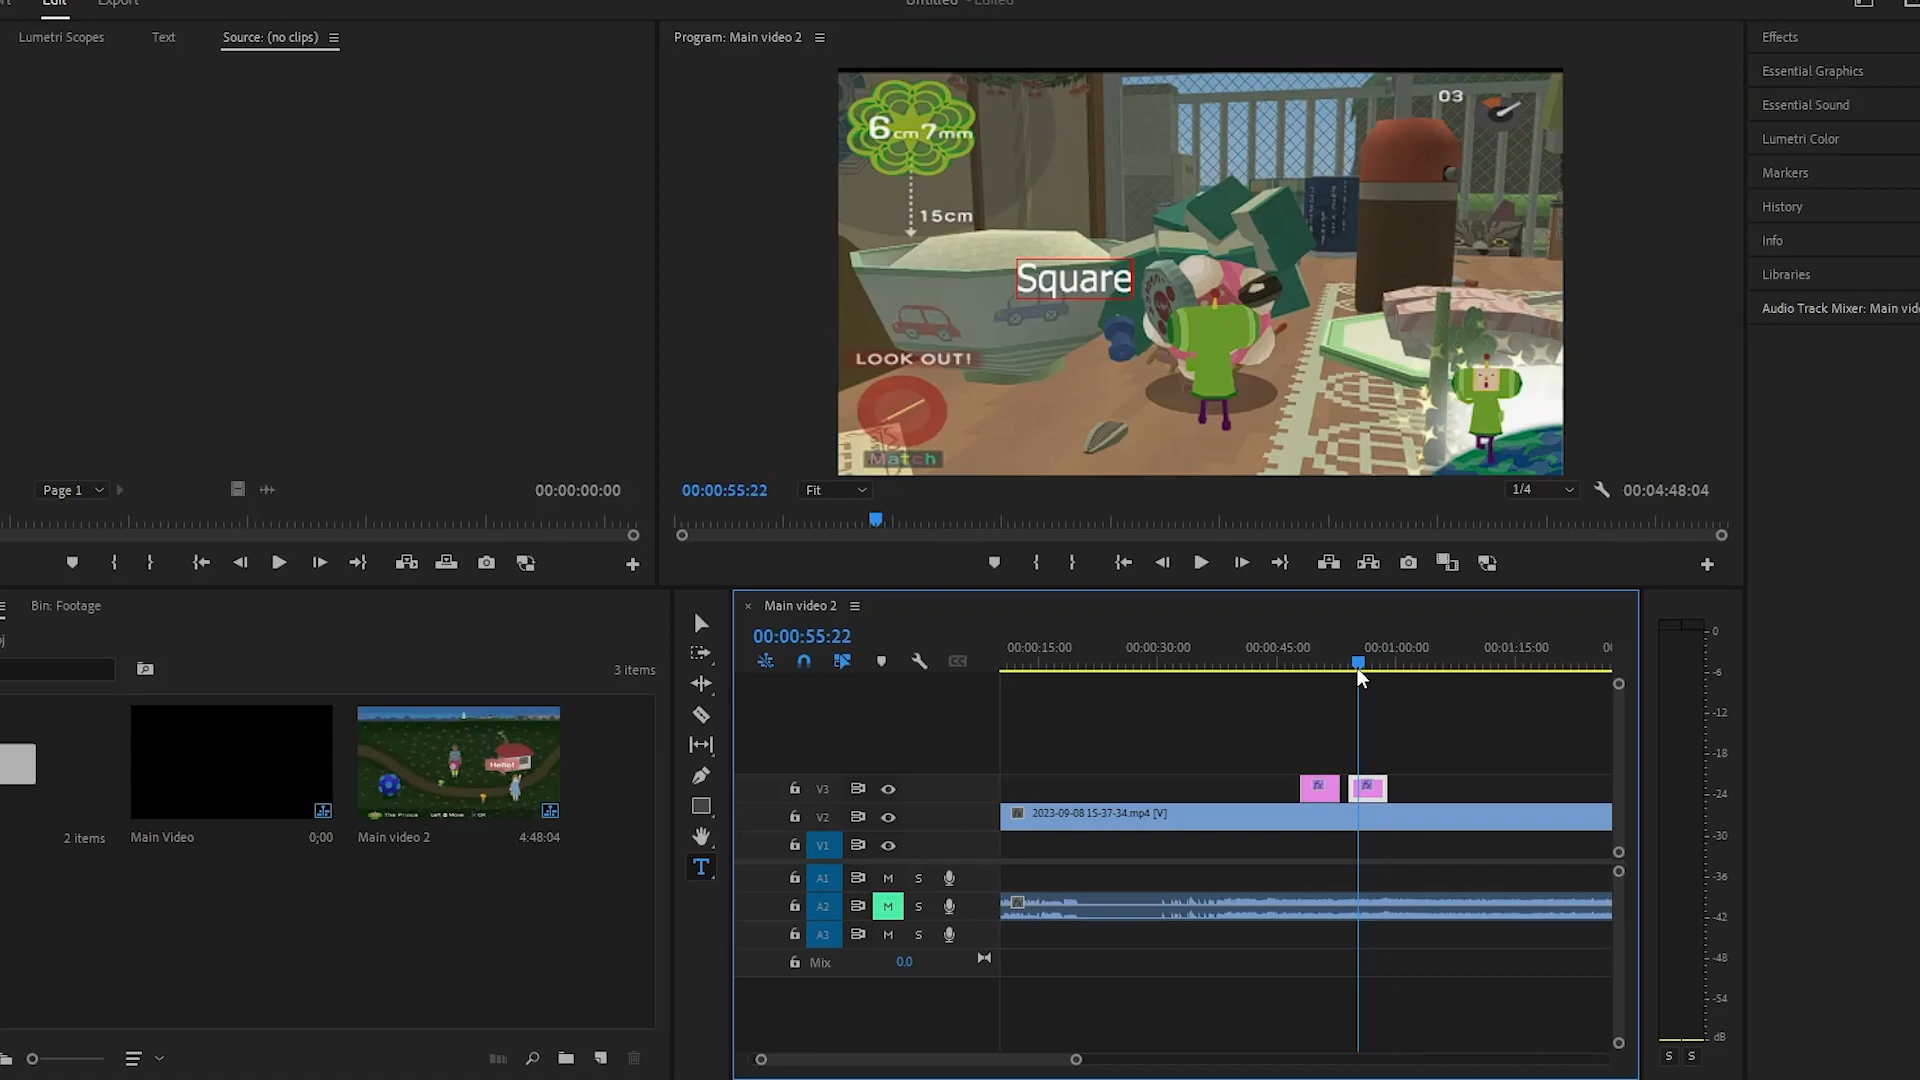 Edit
Export
Untitled - Edited
Lumetri Scopes
Text
Source: (no clips)
Program: Main video 2
Effects
Essential Graphics
Essential Sound
Lumetri Color
Markers
History
Info
Libraries
Audio Track Mixer: Main vide
6cm7mm
03
15cm
Square
LOOK OUT!
Match
Page 1
00:00:00:00
00:00:55:22
Fit
1/4
00:04:48:04
Bin: Footage
3 items
Hello!
The Prince
2 items
Main Video
0;00
Main video 2
4:48:04
Main video 2
00:00:55:22
00:00:15:00
00:00:30:00
00:00:45:00
00:01:00:00
00:01:15:00
V3
fx
fx
V2
2023-09-08 15-37-34.mp4 [V]
V1
A1
M
S
A2
M
S
A3
M
S
Mix
0.0
0
-6
-12
-18
-24
-30
-36
-42
-48
-54
dB
S
S